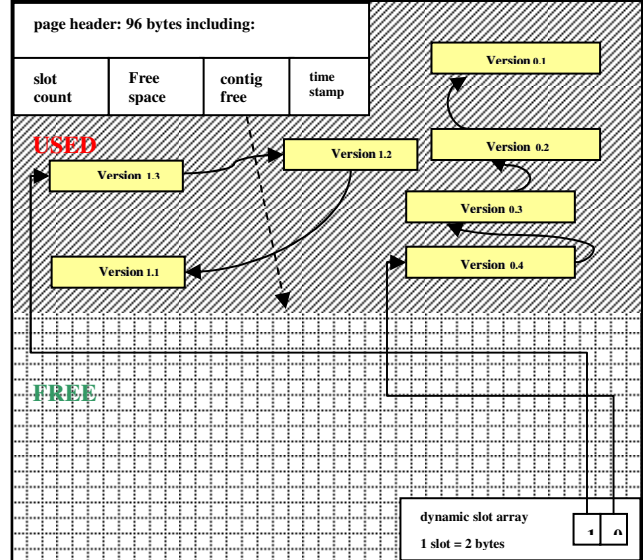 page header: 96 bytes including:
slot count
Free space
contig free
time stamp
USED
Version 0.1
Version 0.2
Version 1.2
Version 1.3
Version 0.3
Version 0.4
Version 1.1
FREE
dynamic slot array
1 slot = 2 bytes
1 0